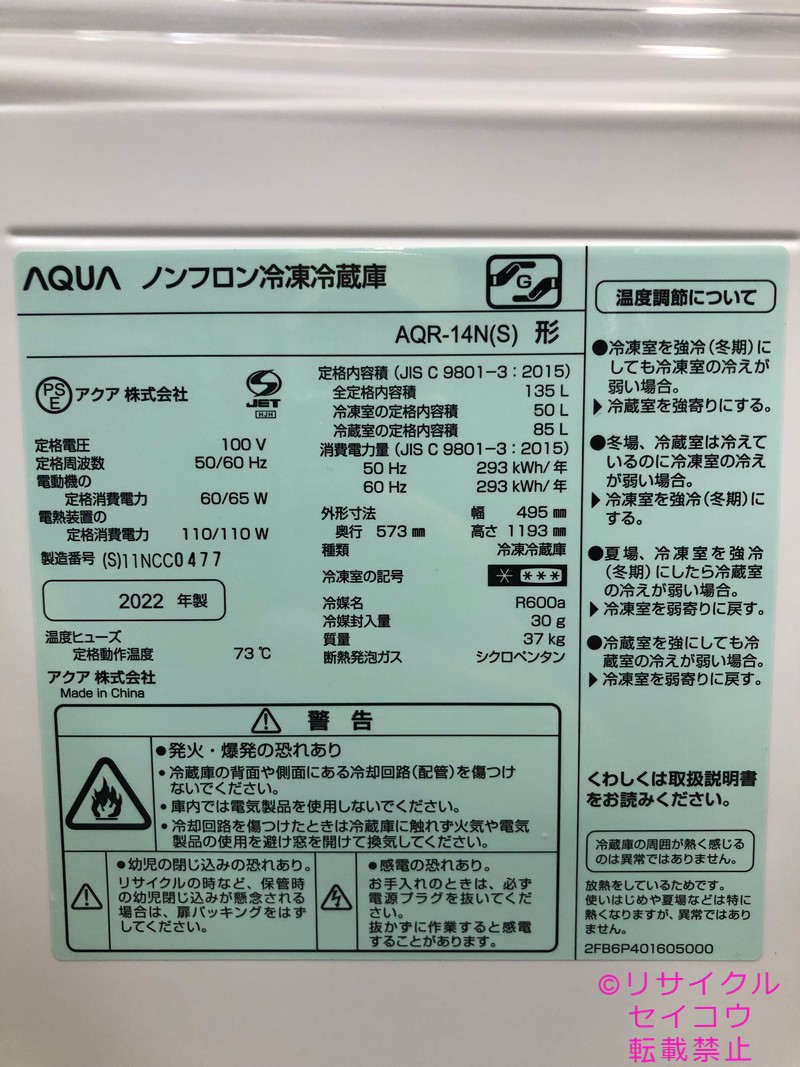 AQUA ノンフロン冷凍冷蔵庫
G
AQR-14N(S) 形
PS
E
アクア 株式会社
S
JET
HJH
定格電圧 100 V
定格周波数 50/60 Hz
電動機の
定格消費電力 60/65 W
電熱装置の
定格消費電力 110/110 W
製造番号 (S)11NCC0477
2022 年製
温度ヒューズ
定格動作温度 73 ℃
アクア 株式会社
Made in China
定格内容積 (JIS C 9801-3:2015)
全定格内容積 135 L
冷凍室の定格内容積 50 L
冷蔵室の定格内容積 85 L
消費電力量 (JIS C 9801-3:2015)
50 Hz 293 kWh/年
60 Hz 293 kWh/年
外形寸法 幅 495 ㎜
奥行 573 ㎜ 高さ 1193 ㎜
種類 冷凍冷蔵庫
冷凍室の記号 * ***
冷媒名 R600a
冷媒封入量 30 g
質量 37 kg
断熱発泡ガス シクロペンタン
⚠ 警 告
●発火・爆発の恐れあり
・冷蔵庫の背面や側面にある冷却回路(配管)を傷つけ
ないでください。
・庫内では電気製品を使用しないでください。
・冷却回路を傷つけたときは冷蔵庫に触れず火気や電気
製品の使用を避け窓を開けて換気してください。
●幼児の閉じ込みの恐れあり。
リサイクルの時など、保管時
の幼児閉じ込みが懸念される
場合は、扉パッキングをはず
してください。
●感電の恐れあり。
お手入れのときは、必ず
電源プラグを抜いてくだ
さい。
抜かずに作業すると感電
することがあります。
温度調節について
●冷凍室を強冷(冬期)に
しても冷凍室の冷えが
弱い場合。
▶冷蔵室を強寄りにする。
●冬場、冷蔵室は冷えて
いるのに冷凍室の冷え
が弱い場合。
▶冷凍室を強冷(冬期)に
する。
●夏場、冷凍室を強冷
(冬期)にしたら冷蔵室
の冷えが弱い場合。
▶冷凍室を弱寄りに戻す。
●冷蔵室を強にしても冷
蔵室の冷えが弱い場合。
▶冷凍室を弱寄りに戻す。
くわしくは取扱説明書
をお読みください。
冷蔵庫の周囲が熱く感じる
のは異常ではありません。
放熱をしているためです。
使いはじめや夏場などは特に
熱くなりますが、異常ではあり
ません。
2FB6P401605000
©リサイクル
セイコウ
転載禁止